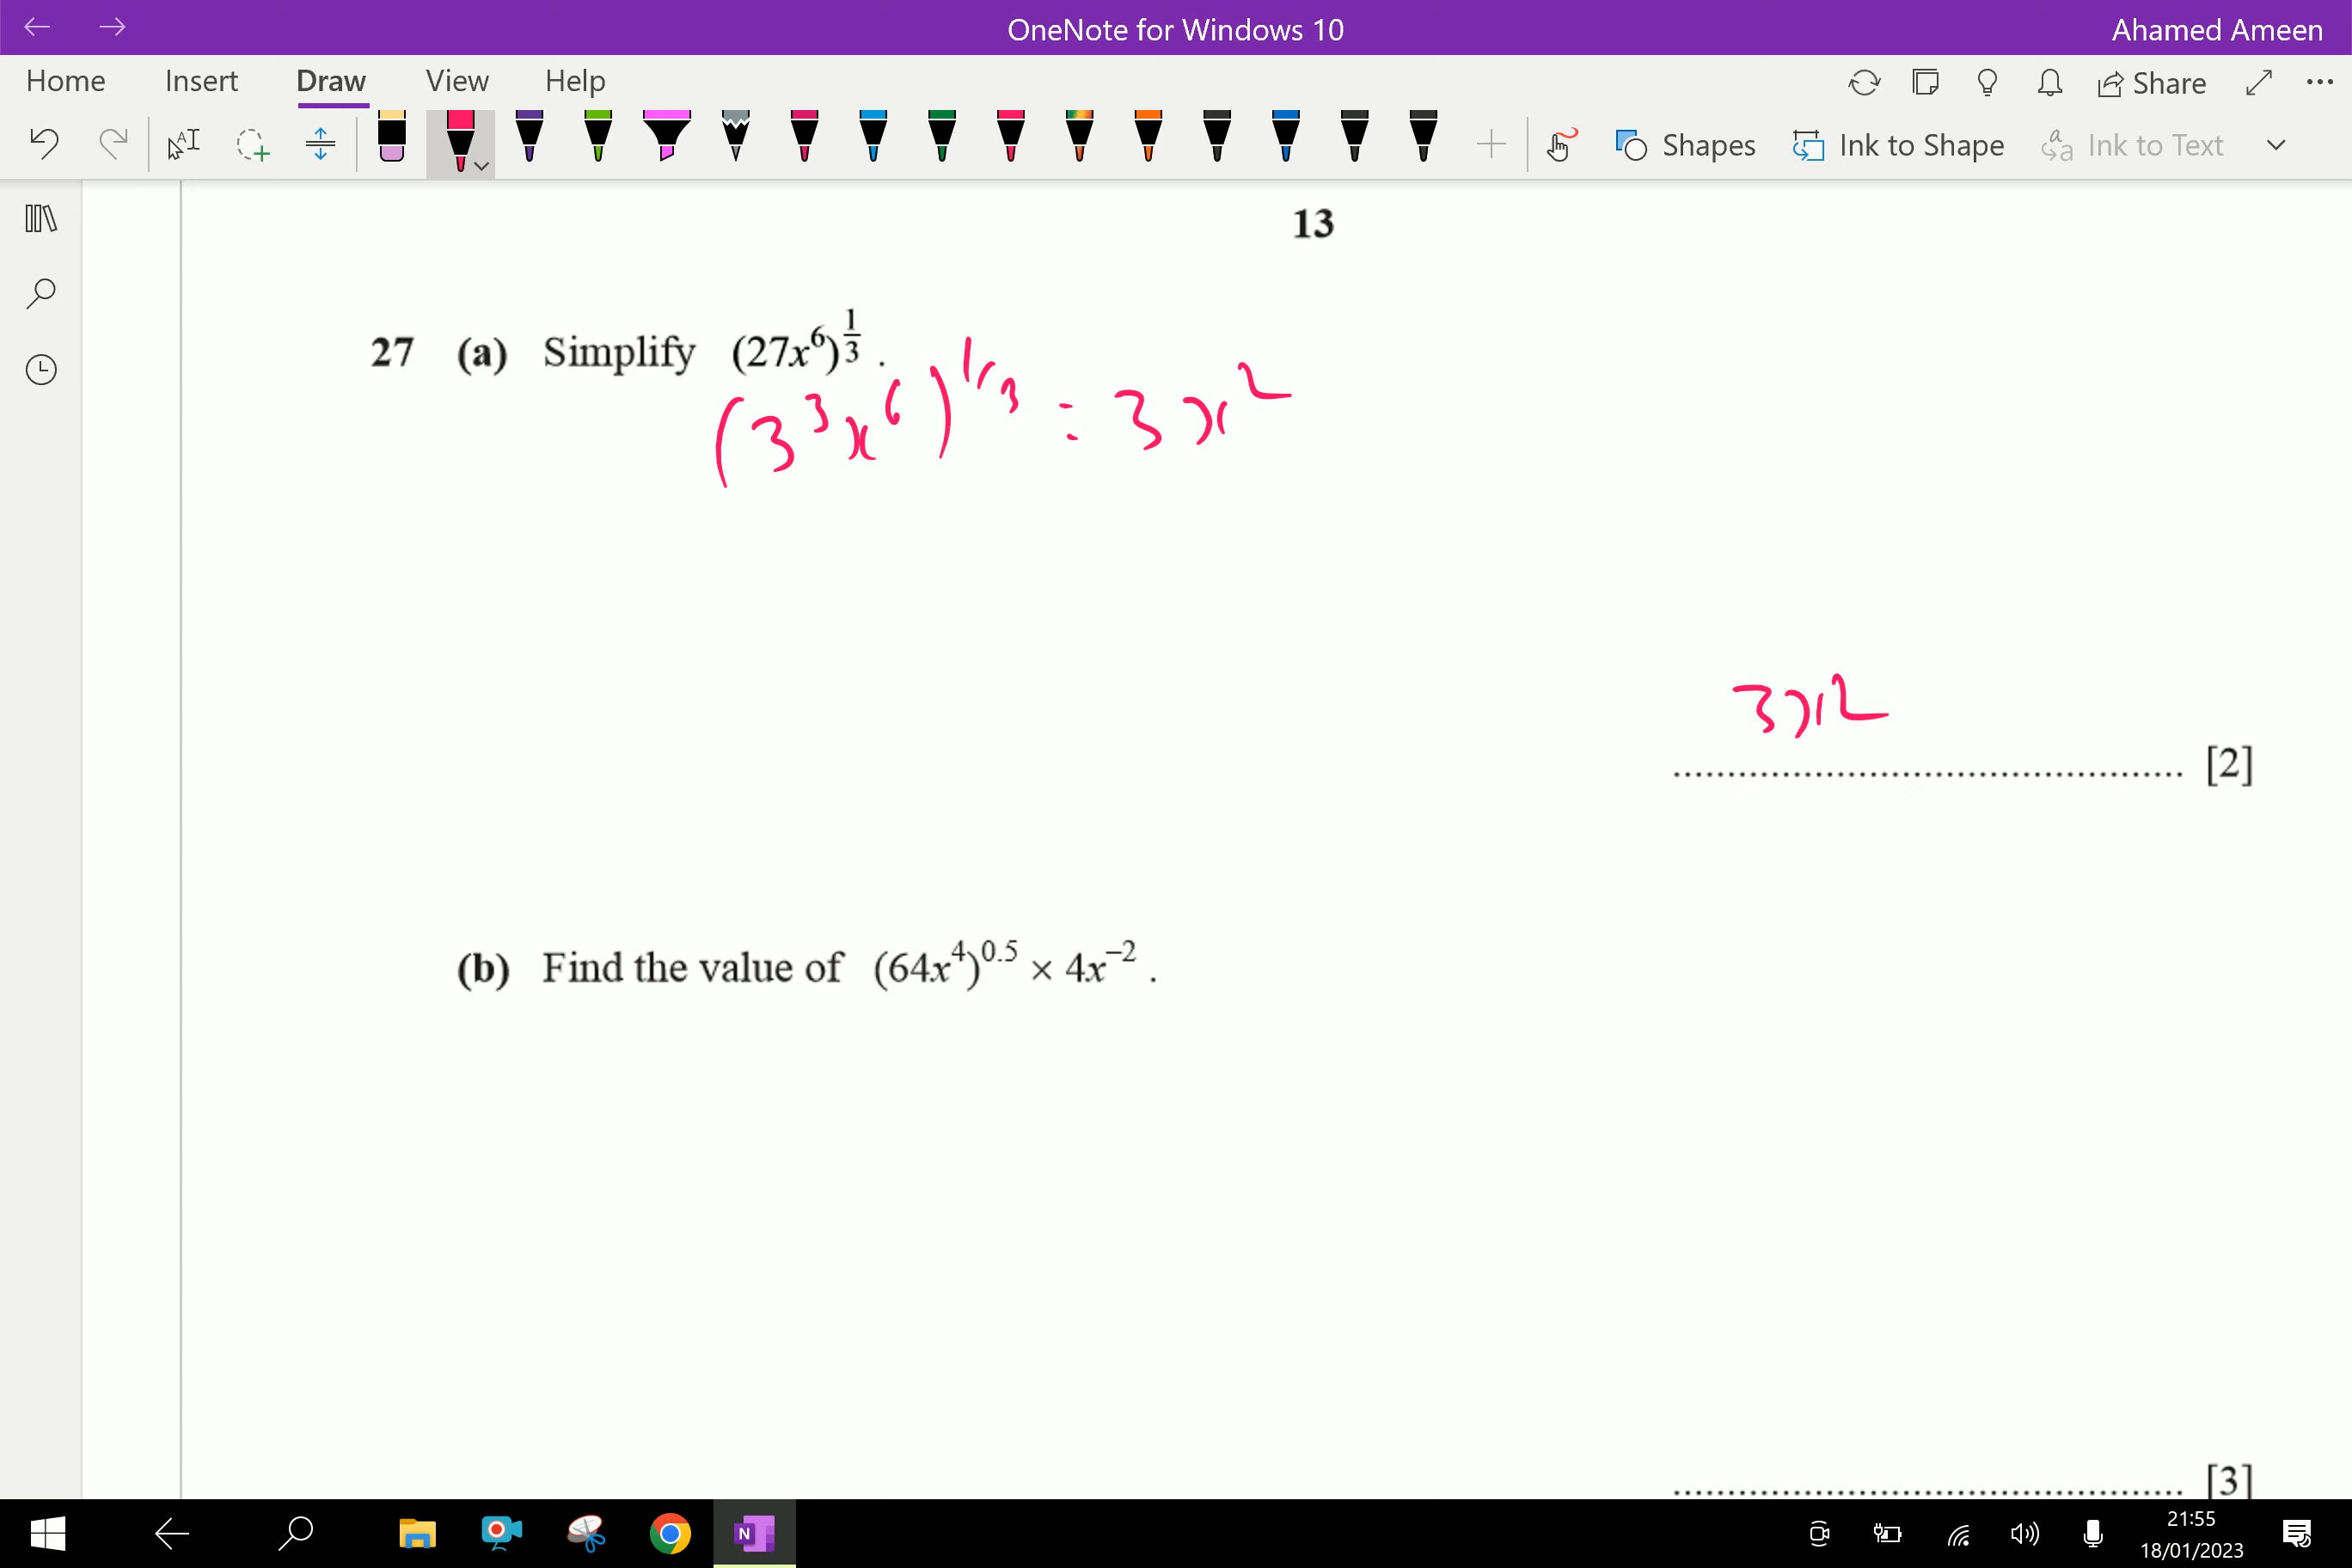 OneNote for Windows 10
Ahamed Ameen
Home Insert Draw View Help
Share
Shapes Ink to Shape Ink to Text
13
27 (a) Simplify (27x⁶)^(1/3) .
(3³x⁶)^(1/3) = 3x²
3x²
................................................ [2]
(b) Find the value of (64x⁴)^0.5 × 4x⁻² .
................................................ [3]
21:55
18/01/2023